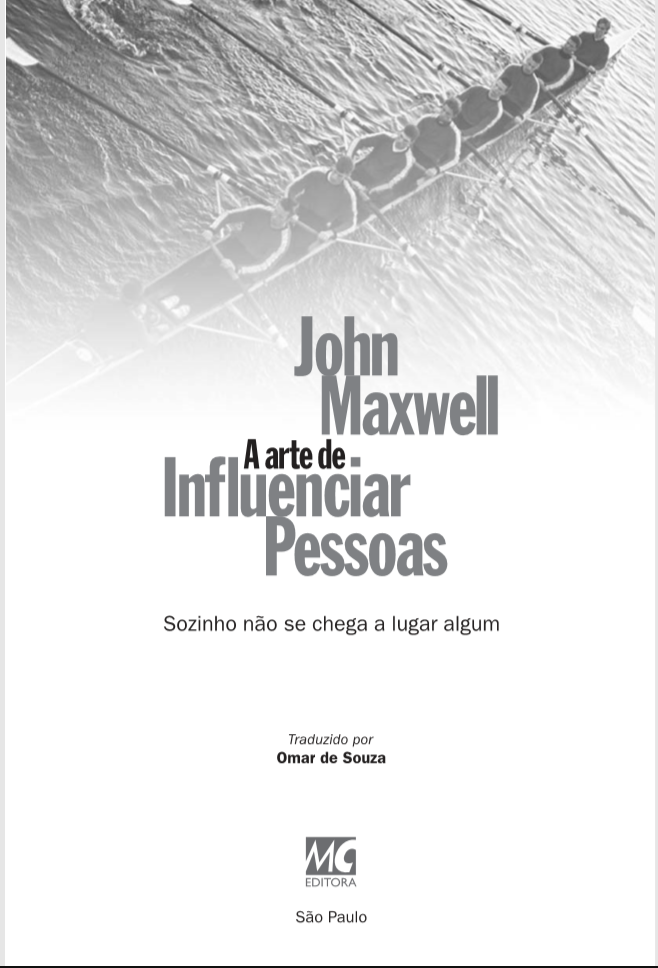 John
Maxwell
A arte de
Influenciar
Pessoas
Sozinho não se chega a lugar algum
Traduzido por
Omar de Souza
MC
EDITORA
São Paulo